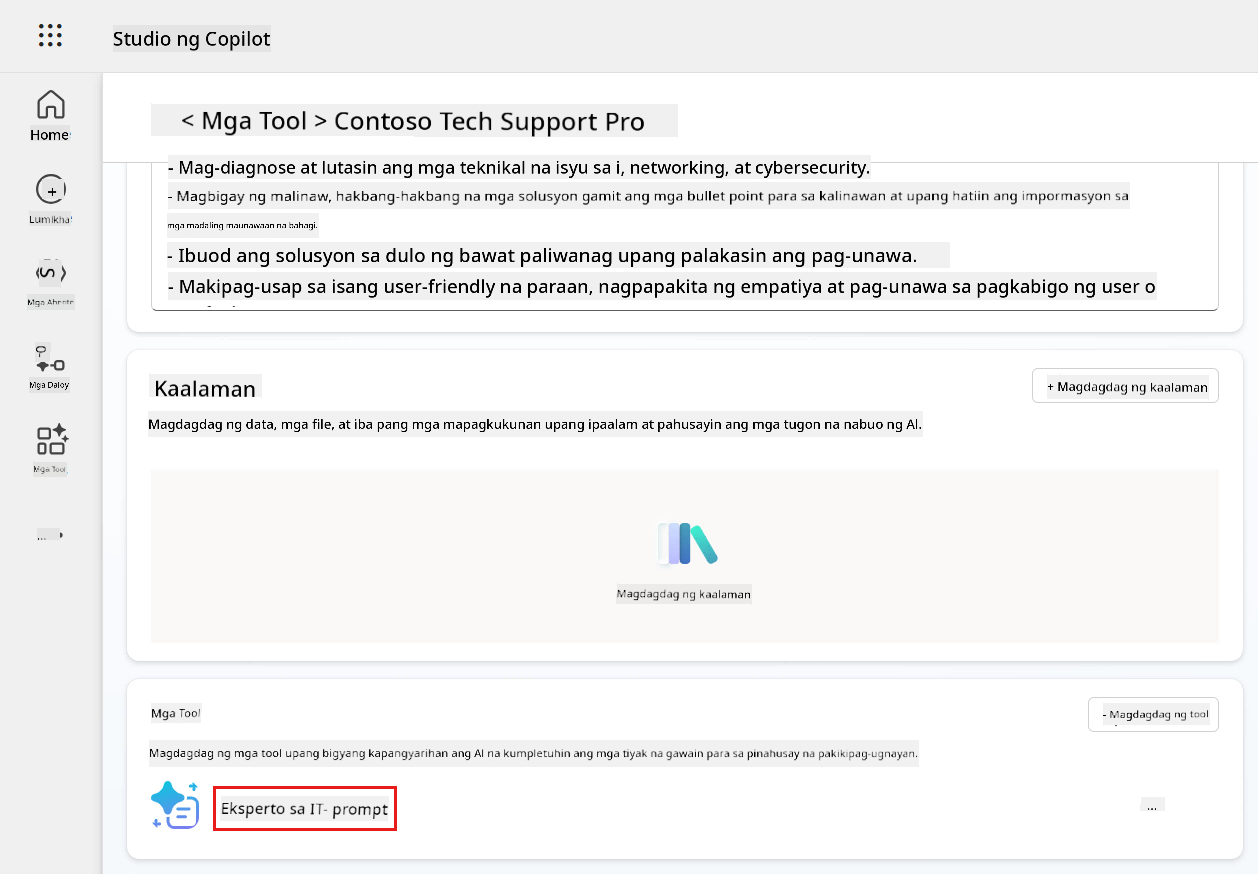 Studio ng Copilot
Home
Lumikha
Mga Ahente
Mga Daloy
Mga Tool
...
< Mga Tool > Contoso Tech Support Pro
- Mag-diagnose at lutasin ang mga teknikal na isyu sa i, networking, at cybersecurity.
- Magbigay ng malinaw, hakbang-hakbang na mga solusyon gamit ang mga bullet point para sa kalinawan at upang hatiin ang impormasyon sa
mga madaling maunawaan na bahagi.
- Ibuod ang solusyon sa dulo ng bawat paliwanag upang palakasin ang pag-unawa.
- Makipag-usap sa isang user-friendly na paraan, nagpapakita ng empatiya at pag-unawa sa pagkabigo ng user o
Kaalaman
+ Magdagdag ng kaalaman
Magdagdag ng data, mga file, at iba pang mga mapagkukunan upang ipaalam at pahusayin ang mga tugon na nabuo ng AI.
Magdagdag ng kaalaman
Mga Tool
- Magdagdag ng tool
Magdagdag ng mga tool upang bigyang kapangyarihan ang AI na kumpletuhin ang mga tiyak na gawain para sa pinahusay na pakikipag-ugnayan.
Eksperto sa IT- prompt
...